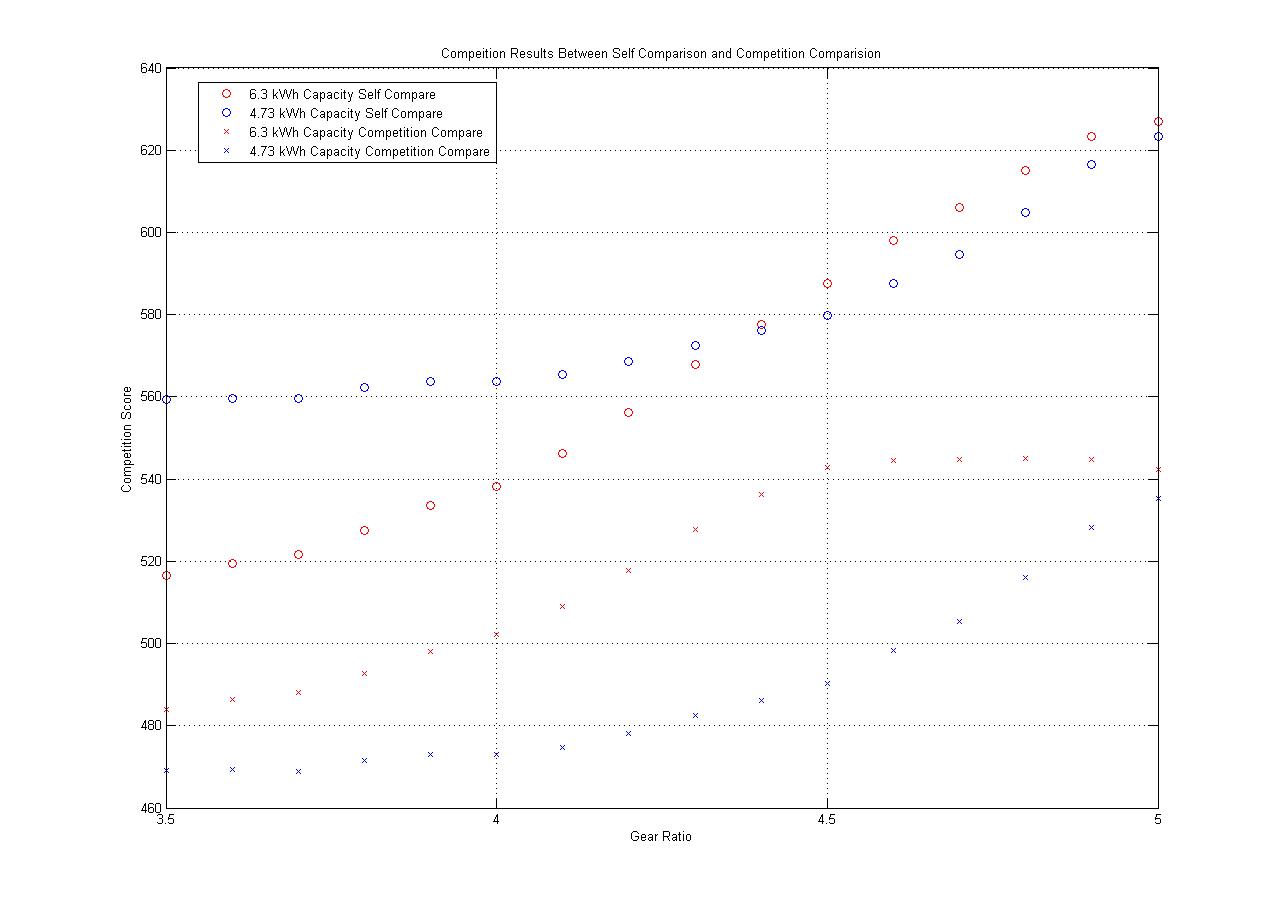 Compeition Results Between Self Comparison and Competition Comparision
640
620
600
580
560
540
520
500
480
460
Competition Score
6.3 kWh Capacity Self Compare
4.73 kWh Capacity Self Compare
6.3 kWh Capacity Competition Compare
4.73 kWh Capacity Competition Compare
3.5 4 4.5 5
Gear Ratio